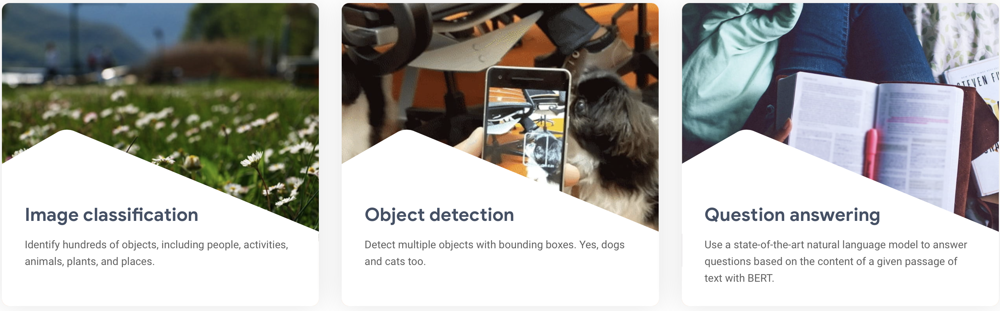 Image classification
Identify hundreds of objects, including people, activities,
animals, plants, and places.
Object detection
Detect multiple objects with bounding boxes. Yes, dogs
and cats too.
STEVEN
Question answering
Use a state-of-the-art natural language model to answer
questions based on the content of a given passage of
text with BERT.